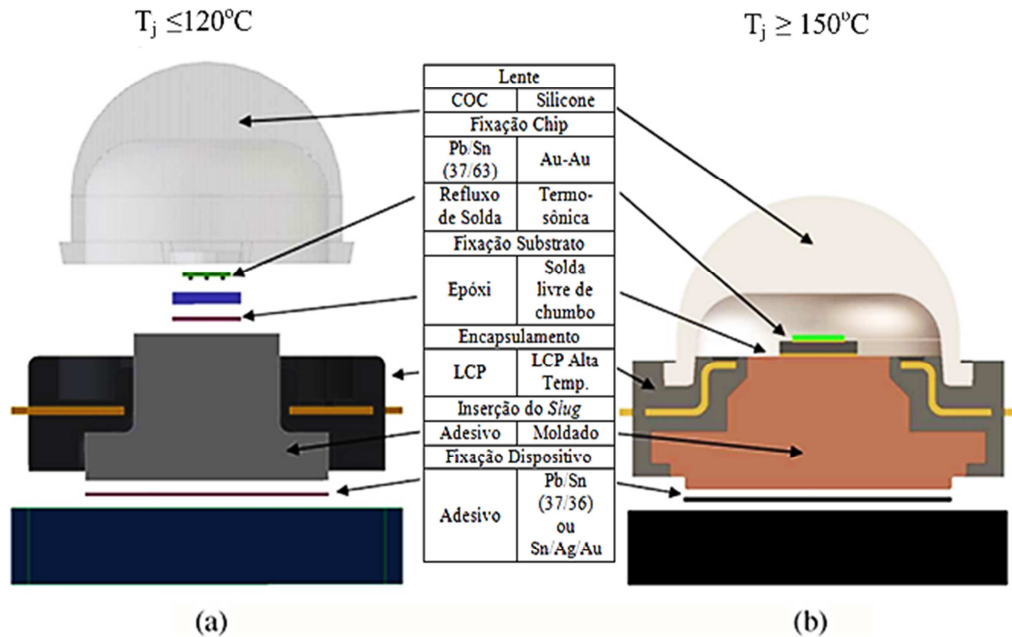 Tj ≤120°C
Tj ≥ 150°C
Lente
COC Silicone
Fixação Chip
Pb/Sn (37/63) Au-Au
Refluxo de Solda Termo-sônica
Fixação Substrato
Epóxi Solda livre de chumbo
Encapsulamento
LCP LCP Alta Temp.
Inserção do Slug
Adesivo Moldado
Fixação Dispositivo
Adesivo Pb/Sn (37/36) ou Sn/Ag/Au
(a)
(b)